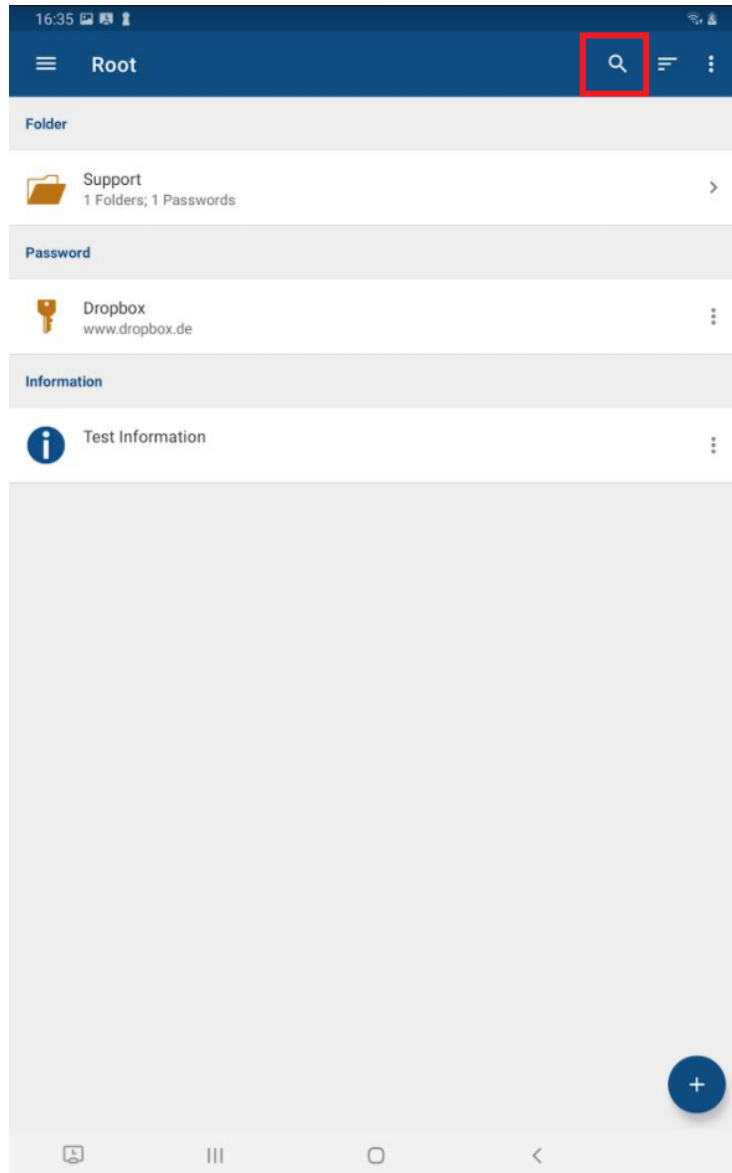 16:35
Root
Folder
Support
1 Folders; 1 Passwords
Password
Dropbox
www.dropbox.de
Information
Test Information